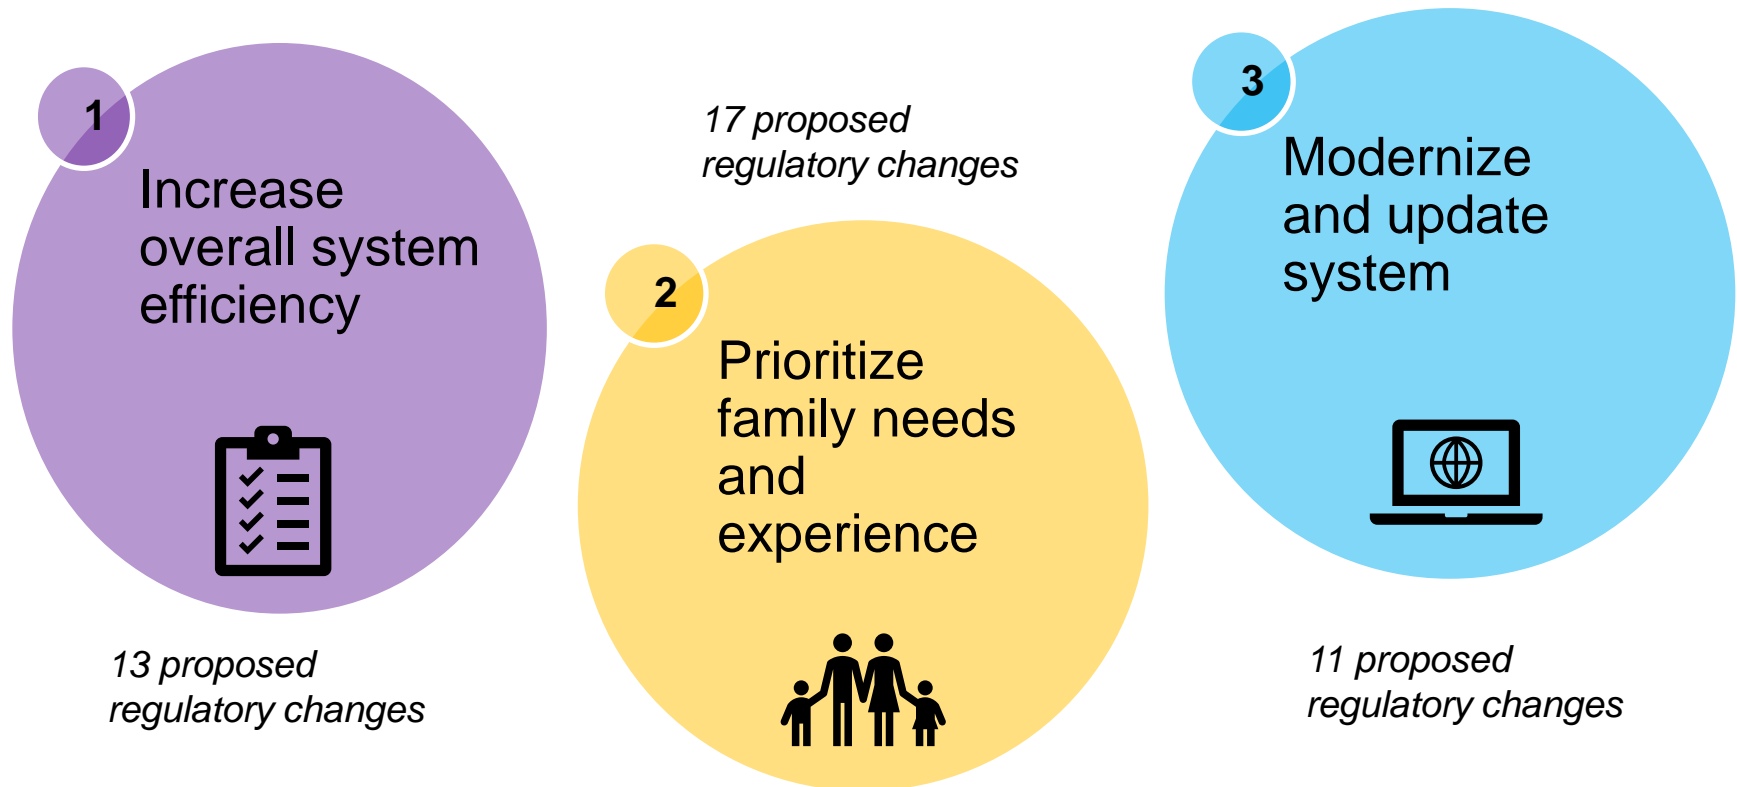 1
Increase
overall system
efficiency
13 proposed
regulatory changes
17 proposed
regulatory changes
2
Prioritize
family needs
and
experience
3
Modernize
and update
system
11 proposed
regulatory changes